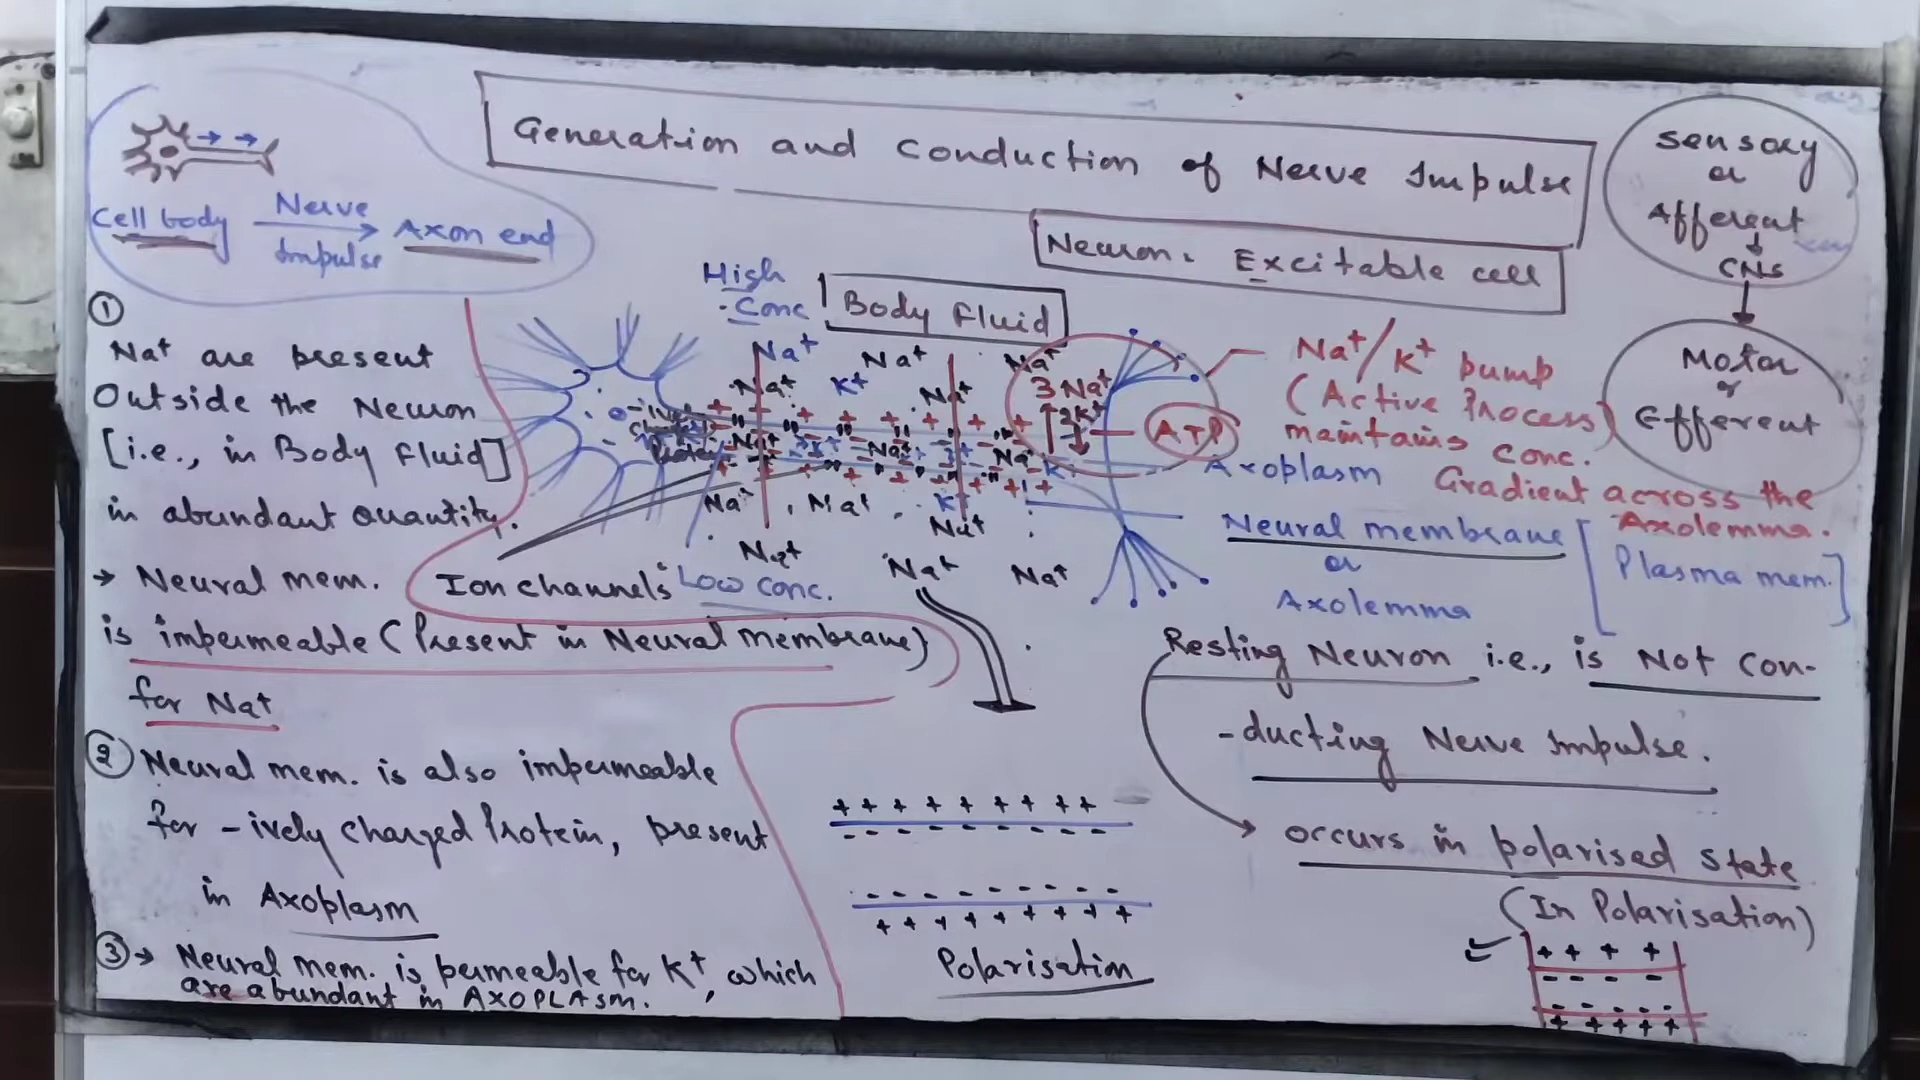 Generation and conduction of Nerve Impulse
Neuron. Excitable cell
sensory
or
Afferent
CNS
Motor
or
Efferent
Cell body Nerve Impulse Axon end
High
Conc
Body fluid
①
Na+ are present
Outside the Neuron
[i.e., in Body fluid]
in abundant quantity.
→ Neural mem.
is impermeable
for Na+
② Neural mem. is also impermeable
for -ively charged Protein, present
in Axoplasm
③→ Neural mem. is permeable for K+, which
are abundant in AXOPLASM.
Na+ Na+ Na+
Na+ K+ Na+
3 Na+
2K+
ATP
Na+ Na+ Na+
K+
Na+ Na+ K
Na+
Na+ Na+ Na+
Ion channels
(Present in Neural membrane)
Low conc.
Na+/K+ pump
(Active Process)
maintains conc.
Gradient across the
Axolemma.
Axoplasm
Neural membrane
or
Axolemma
[Plasma mem.]
Resting Neuron i.e., is Not con-
-ducting Nerve Impulse.
occurs in polarised state
(In Polarisation)
+ + + + + + + + +
- - - - - - - - -
- - - - - - - - -
+ + + + + + + + +
Polarisation
+ + + +
- - - -
- - - - -
+ + + + +